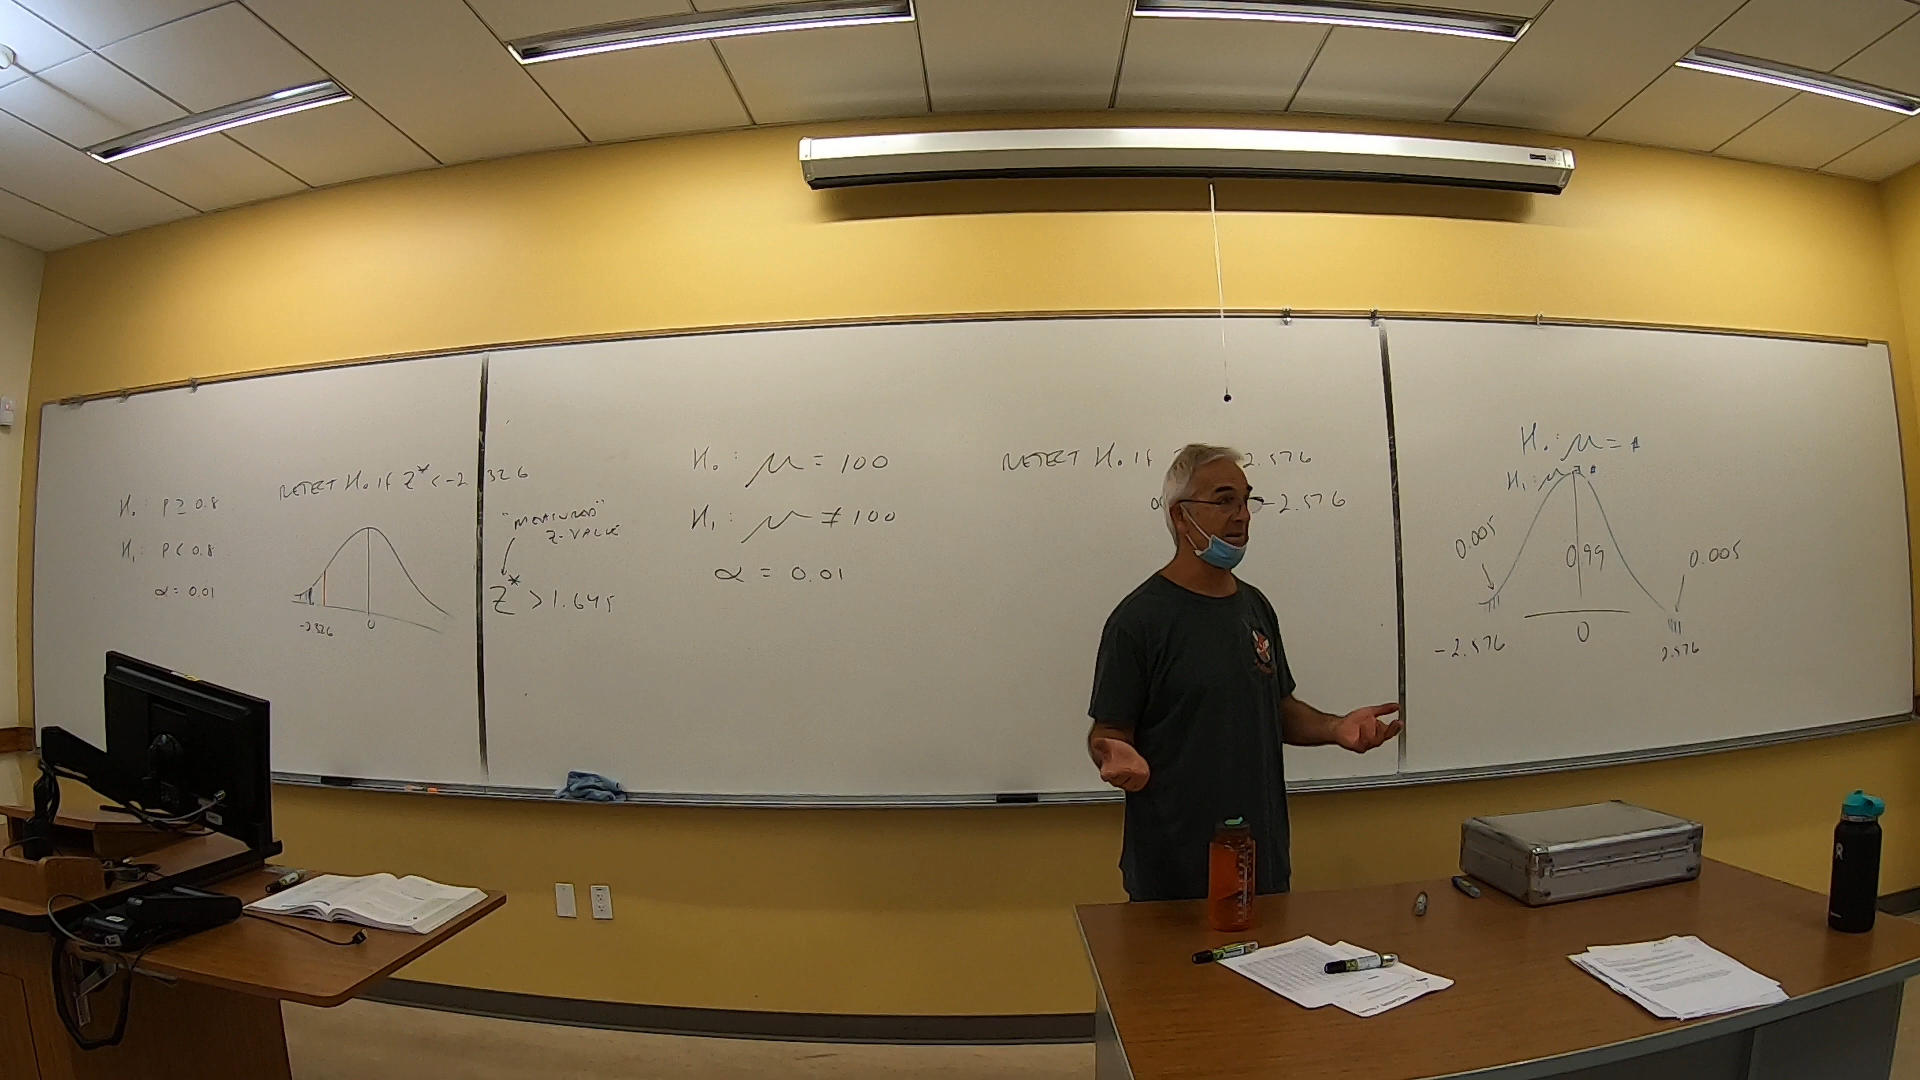 H₀: P ≥ 0.8
H₁: P < 0.8
α = 0.01
REJECT H₀ IF Z* < -2.326
-2.326
0
"MEASURED"
Z-VALUE
Z* > 1.645
H₀: μ = 100
H₁: μ ≠ 100
α = 0.01
REJECT H₀ IF
2.576
-2.576
H₀: μ =
H₁: μ
0.005
0.99
0.005
-2.576
0
2.576